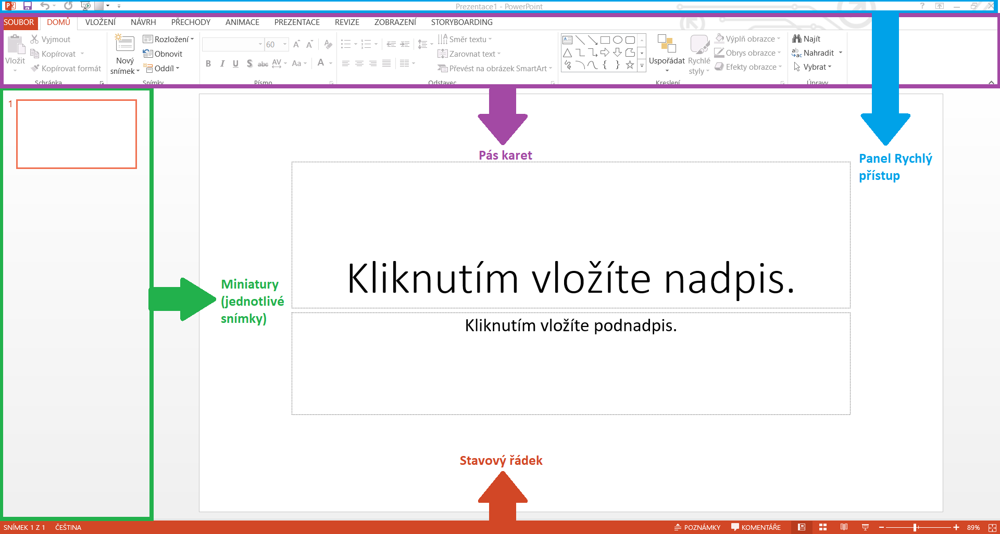 Prezentace1 - PowerPoint
SOUBOR DOMŮ VLOŽENÍ NÁVRH PŘECHODY ANIMACE PREZENTACE REVIZE ZOBRAZENÍ STORYBOARDING
Vložit
Vyjmout
Kopírovat
Kopírovat formát
Schránka
Nový
snímek
Rozložení
Obnovit
Oddíl
Snímky
60
B I U S abc AV Aa A
Písmo
Směr textu
Zarovnat text
Převést na obrázek SmartArt
Odstavec
Uspořádat
Rychlé
styly
Výplň obrazce
Obrys obrazce
Efekty obrazce
Kreslení
Najít
Nahradit
Vybrat
Úpravy
1
Pás karet
Panel Rychlý
přístup
Miniatury
(jednotlivé
snímky)
Kliknutím vložíte nadpis.
Kliknutím vložíte podnadpis.
Stavový řádek
SNÍMEK 1 Z 1 ČEŠTINA POZNÁMKY KOMENTÁŘE 89%